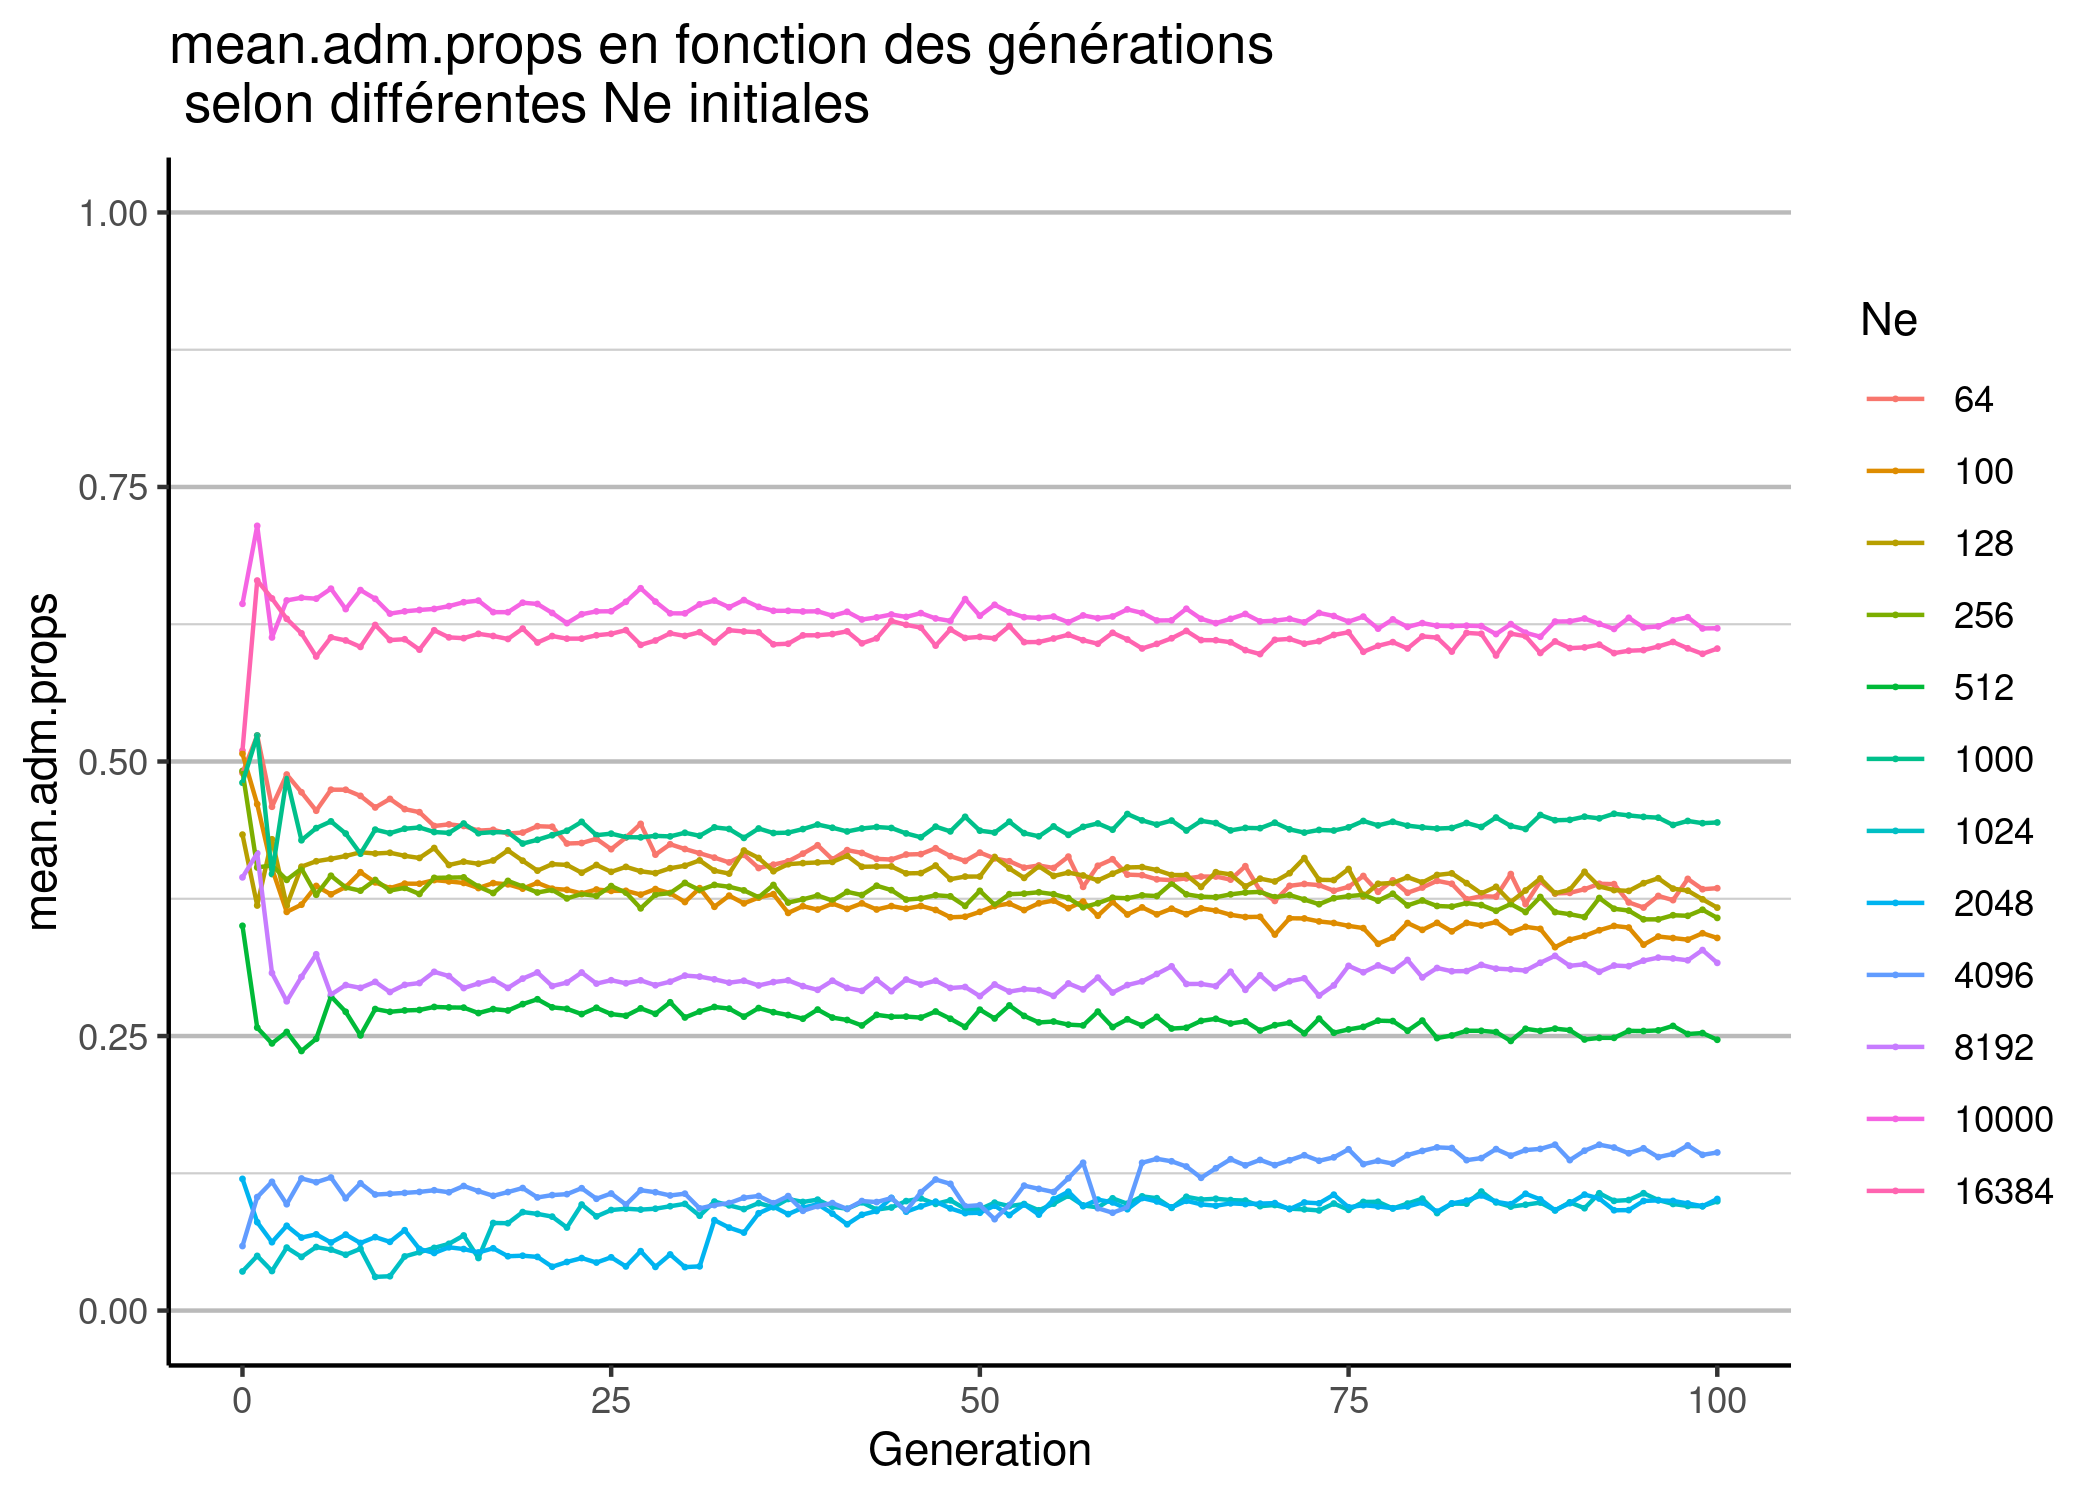 mean.adm.props en fonction des générations
selon différentes Ne initiales
mean.adm.props
1.00
0.75
0.50
0.25
0.00
0 25 50 75 100
Generation
Ne
64
100
128
256
512
1000
1024
2048
4096
8192
10000
16384